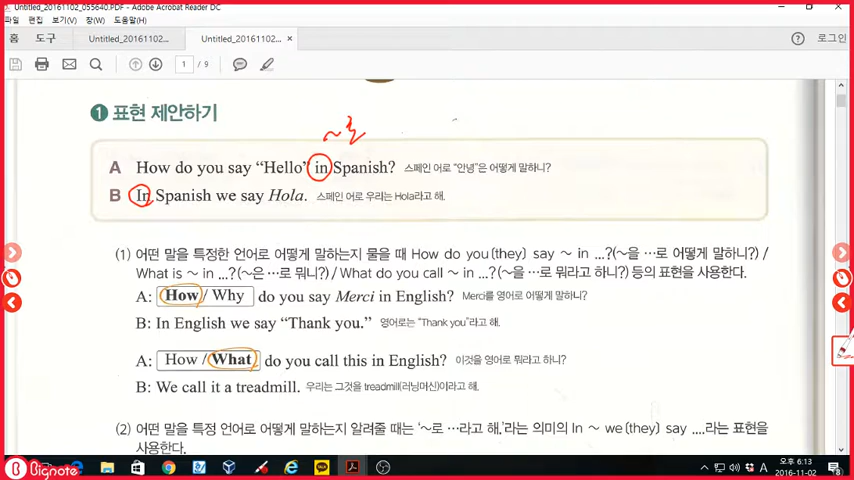 Untitled_20161102_055640.PDF - Adobe Acrobat Reader DC
파일 편집 보기(V) 창(W) 도움말(H)
홈 도구 Untitled_20161102... Untitled_20161102... × ? 로그인
1 / 9
1 표현 제안하기
~로
A How do you say “Hello” in Spanish? 스페인 어로 “안녕”은 어떻게 말하니?
B In Spanish we say Hola. 스페인 어로 우리는 Hola라고 해.
(1) 어떤 말을 특정한 언어로 어떻게 말하는지 물을 때 How do you(they) say ~ in ...?(~을 …로 어떻게 말하니?) /
What is ~ in ...?(~은 …로 뭐니?) / What do you call ~ in ...?(~을 …로 뭐라고 하니?) 등의 표현을 사용한다.
A: How / Why do you say Merci in English? Merci를 영어로 어떻게 말하니?
B: In English we say “Thank you.” 영어로는 “Thank you”라고 해.
A: How / What do you call this in English? 이것을 영어로 뭐라고 하니?
B: We call it a treadmill. 우리는 그것을 treadmill(러닝머신)이라고 해.
(2) 어떤 말을 특정 언어로 어떻게 말하는지 알려줄 때는 ‘~로 …라고 해.’라는 의미의 In ~ we(they) say ....라는 표현을
사용한다.
Bignote
A 오후 6:13
2016-11-02